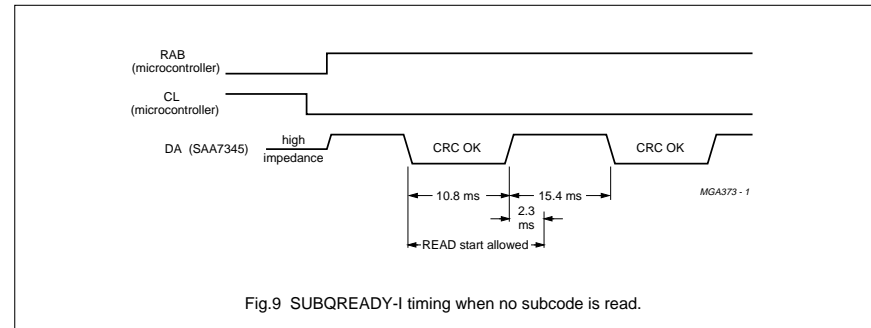 RAB
(microcontroller)
CL
(microcontroller)
DA (SAA7345)
high
impedance
CRC OK
CRC OK
10.8 ms
15.4 ms
MGA373 - 1
2.3
ms
READ start allowed
Fig.9 SUBQREADY-I timing when no subcode is read.